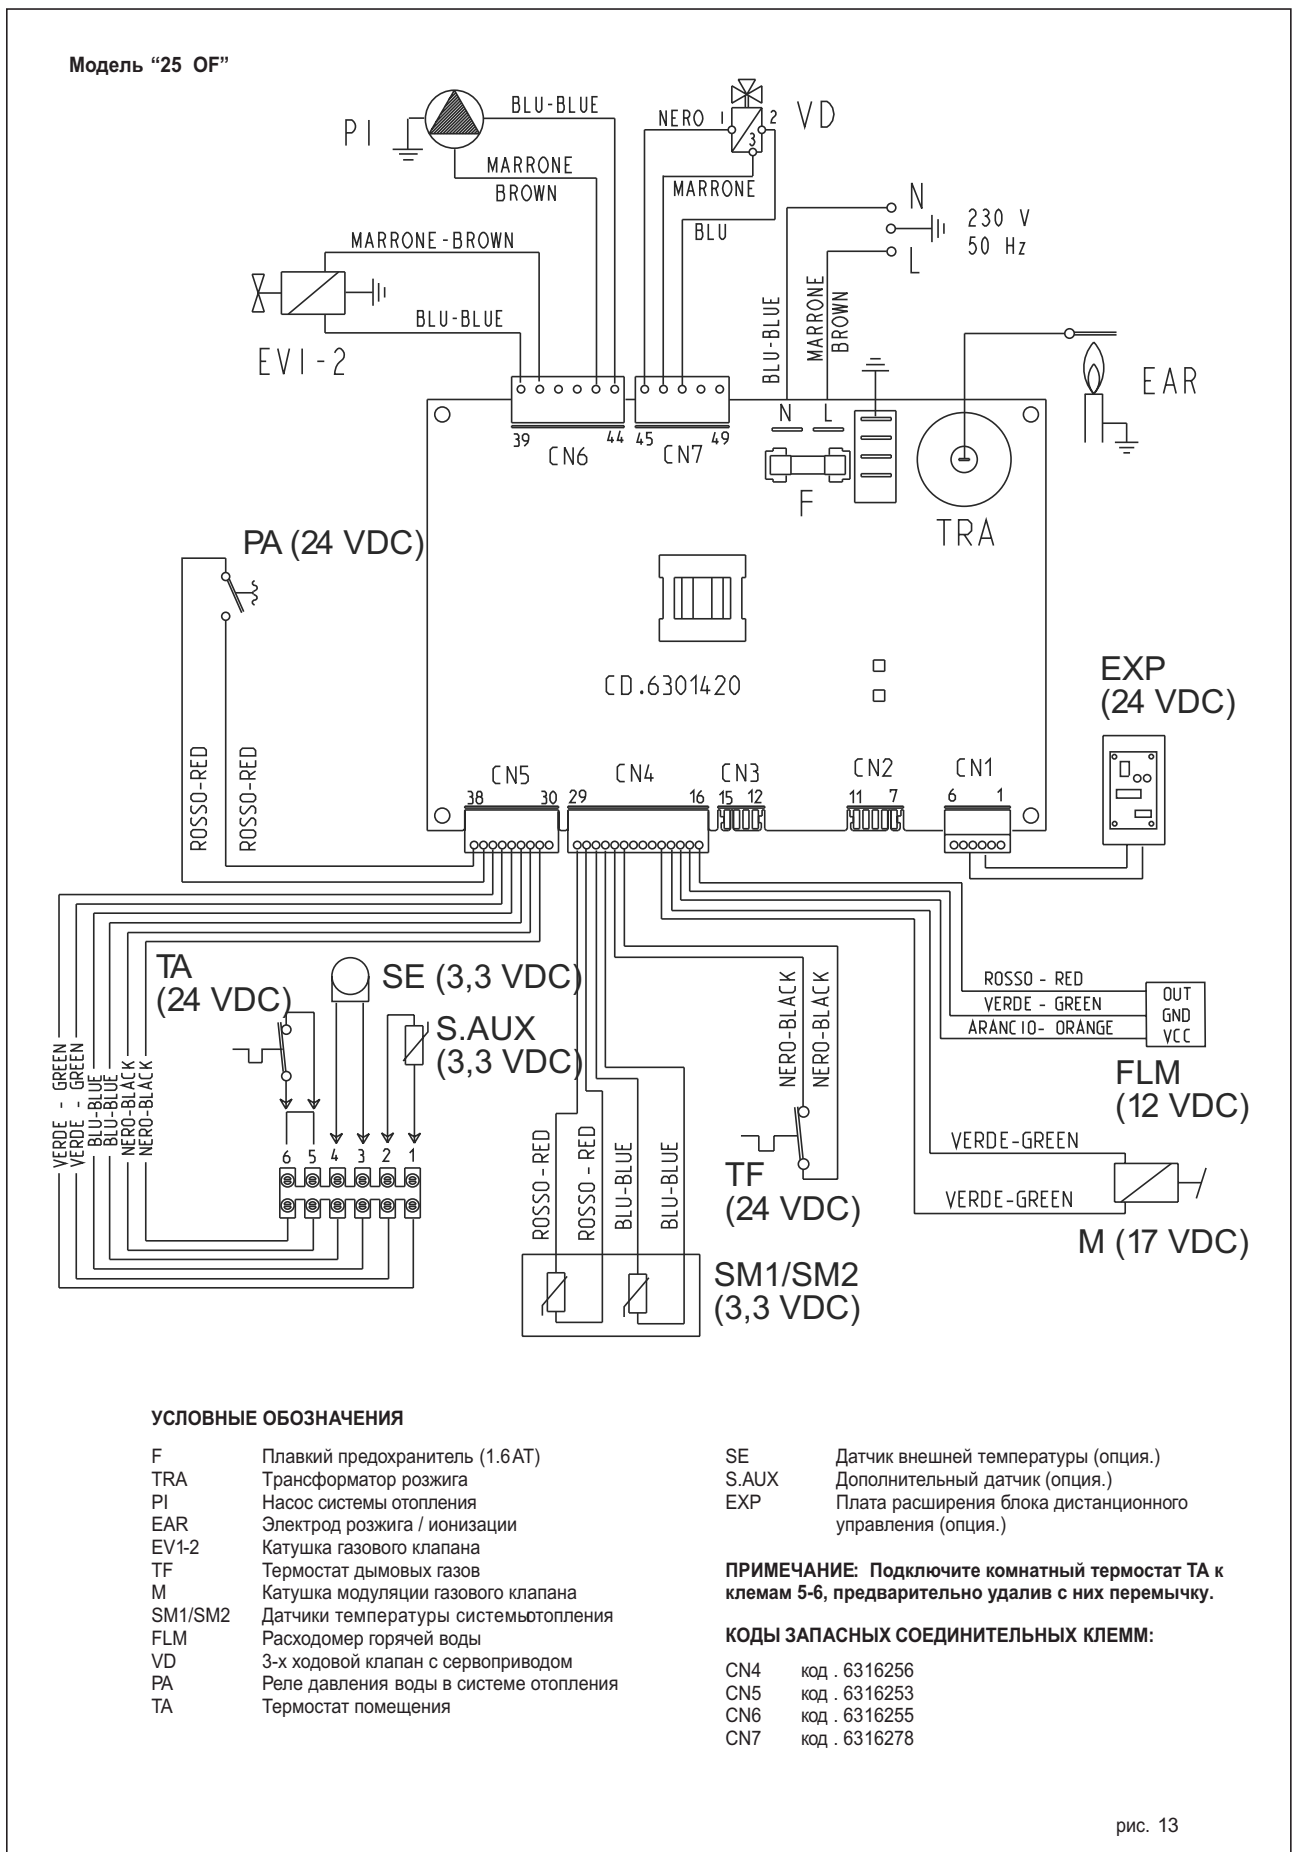 Модель “25 OF”
PI
BLU-BLUE
MARRONE
BROWN
NERO
1
2
3
VD
MARRONE
BLU
N
230 V
50 Hz
L
MARRONE-BROWN
BLU-BLUE
EV1-2
BLU-BLUE
MARRONE
BROWN
EAR
39
44
45
49
CN6
CN7
N
L
F
TRA
PA (24 VDC)
CD.6301420
EXP
(24 VDC)
ROSSO-RED
ROSSO-RED
CN5
CN4
CN3
CN2
CN1
38
30
29
16
15
12
11
7
6
1
TA
(24 VDC)
SE (3,3 VDC)
S.AUX
(3,3 VDC)
VERDE - GREEN
VERDE - GREEN
BLU-BLUE
BLU-BLUE
NERO-BLACK
NERO-BLACK
6 5 4 3 2 1
ROSSO-RED
ROSSO - RED
BLU-BLUE
BLU-BLUE
NERO-BLACK
NERO-BLACK
TF
(24 VDC)
ROSSO - RED
VERDE - GREEN
ARANCIO- ORANGE
OUT
GND
VCC
FLM
(12 VDC)
VERDE-GREEN
VERDE-GREEN
M (17 VDC)
SM1/SM2
(3,3 VDC)
УСЛОВНЫЕ ОБОЗНАЧЕНИЯ
F Плавкий предохранитель (1.6AT)
TRA Трансформатор розжига
PI Насос системы отопления
EAR Электрод розжига / ионизации
EV1-2 Катушка газового клапана
TF Термостат дымовых газов
M Катушка модуляции газового клапана
SM1/SM2 Датчики температуры системы отопления
FLM Расходомер горячей воды
VD 3-х ходовой клапан с сервоприводом
PA Реле давления воды в системе отопления
TA Термостат помещения
SE Датчик внешней температуры (опция.)
S.AUX Дополнительный датчик (опция.)
EXP Плата расширения блока дистанционного
управления (опция.)
ПРИМЕЧАНИЕ: Подключите комнатный термостат ТА к
клемам 5-6, предварительно удалив с них перемычку.
КОДЫ ЗАПАСНЫХ СОЕДИНИТЕЛЬНЫХ КЛЕММ:
CN4 код . 6316256
CN5 код . 6316253
CN6 код . 6316255
CN7 код . 6316278
рис. 13